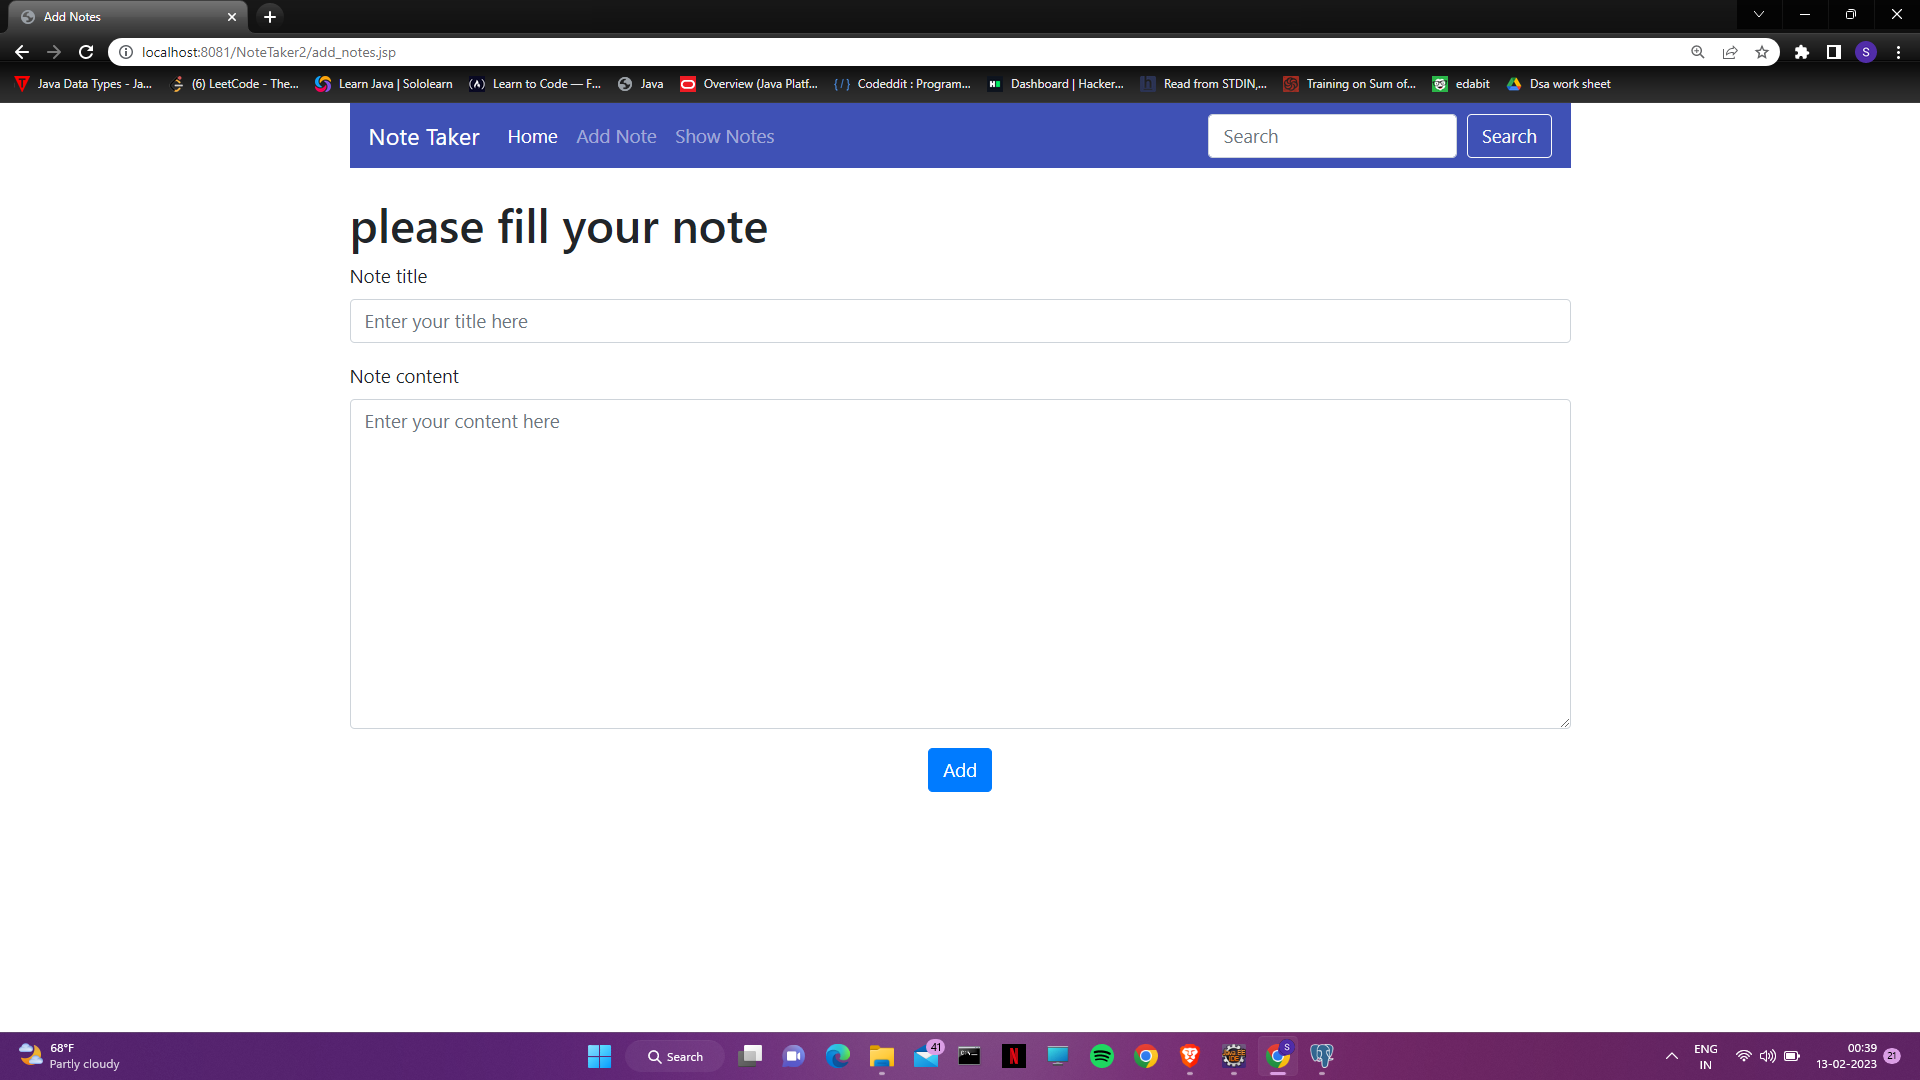 Add Notes
localhost:8081/NoteTaker2/add_notes.jsp
S
Java Data Types - Ja...
(6) LeetCode - The...
Learn Java | Sololearn
Learn to Code — F...
Java
Overview (Java Platf...
Codeddit : Program...
Dashboard | Hacker...
Read from STDIN,...
Training on Sum of...
edabit
Dsa work sheet
Note Taker Home Add Note Show Notes Search Search
please fill your note
Note title
Enter your title here
Note content
Enter your content here
Add
68°F
Partly cloudy
Search
41
N
S
ENG
IN
00:39
13-02-2023
21